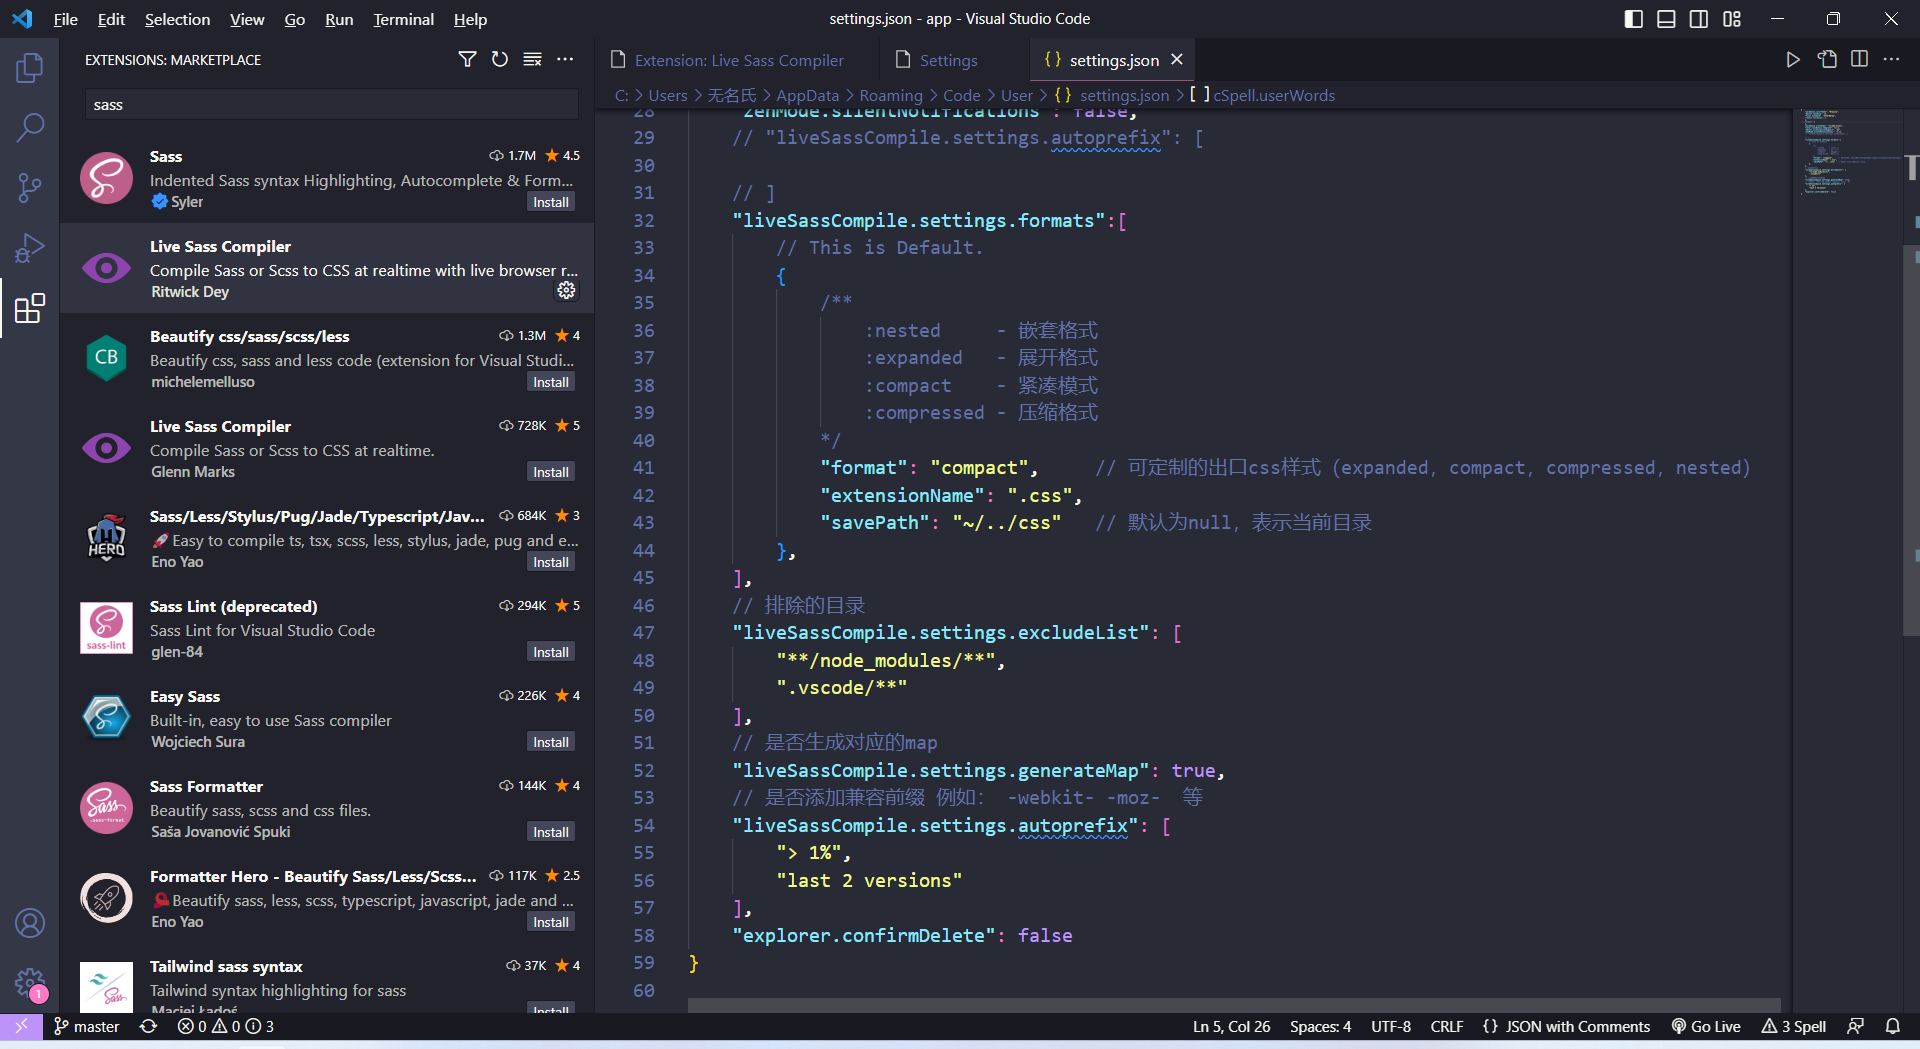 File Edit Selection View Go Run Terminal Help
settings.json - app - Visual Studio Code
EXTENSIONS: MARKETPLACE
sass
Sass 1.7M 4.5
Indented Sass syntax Highlighting, Autocomplete & Form...
Syler Install
Live Sass Compiler
Compile Sass or Scss to CSS at realtime with live browser r...
Ritwick Dey
CB
Beautify css/sass/scss/less 1.3M 4
Beautify css, sass and less code (extension for Visual Studi...
michelemelluso Install
Live Sass Compiler 728K 5
Compile Sass or Scss to CSS at realtime.
Glenn Marks Install
HERO
Sass/Less/Stylus/Pug/Jade/Typescript/Jav... 684K 3
🚀Easy to compile ts, tsx, scss, less, stylus, jade, pug and e...
Eno Yao Install
sass-lint
Sass Lint (deprecated) 294K 5
Sass Lint for Visual Studio Code
glen-84 Install
Easy Sass 226K 4
Built-in, easy to use Sass compiler
Wojciech Sura Install
Sass
Sass Formatter 144K 4
Beautify sass, scss and css files.
Saša Jovanović Spuki Install
Formatter Hero - Beautify Sass/Less/Scss... 117K 2.5
Beautify sass, less, scss, typescript, javascript, jade and ...
Eno Yao Install
Sass
Tailwind sass syntax 37K 4
Tailwind syntax highlighting for sass
Maciej Ładoś Install
Extension: Live Sass Compiler Settings {} settings.json
C: > Users > 无名氏 > AppData > Roaming > Code > User > {} settings.json > [ ] cSpell.userWords
28 "zenMode.silentNotifications": false,
29 // "liveSassCompile.settings.autoprefix": [
30
31 // ]
32 "liveSassCompile.settings.formats":[
33 // This is Default.
34 {
35 /**
36 :nested - 嵌套格式
37 :expanded - 展开格式
38 :compact - 紧凑模式
39 :compressed - 压缩格式
40 */
41 "format": "compact", // 可定制的出口css样式 (expanded, compact, compressed, nested)
42 "extensionName": ".css",
43 "savePath": "~/../css" // 默认为null, 表示当前目录
44 },
45 ],
46 // 排除的目录
47 "liveSassCompile.settings.excludeList": [
48 "**/node_modules/**",
49 ".vscode/**"
50 ],
51 // 是否生成对应的map
52 "liveSassCompile.settings.generateMap": true,
53 // 是否添加兼容前缀 例如: -webkit- -moz- 等
54 "liveSassCompile.settings.autoprefix": [
55 "> 1%",
56 "last 2 versions"
57 ],
58 "explorer.confirmDelete": false
59 }
60
1
master 0 0 3
Ln 5, Col 26 Spaces: 4 UTF-8 CRLF {} JSON with Comments Go Live 3 Spell